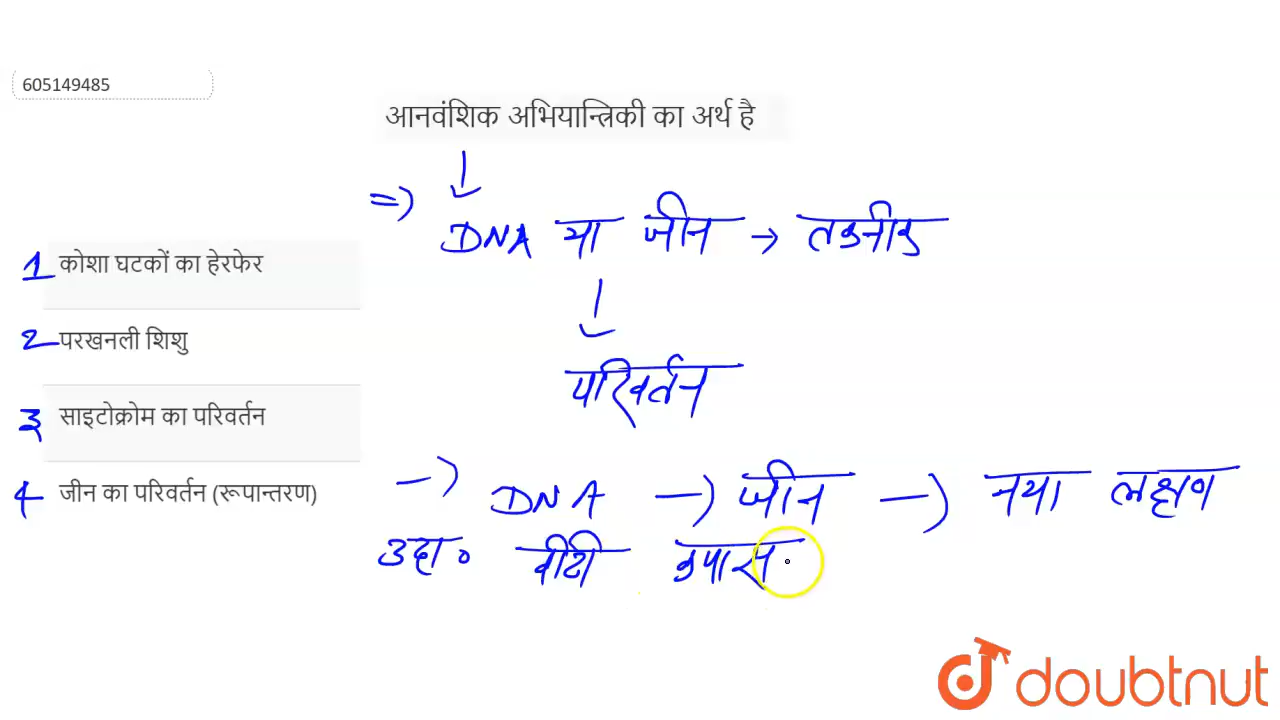 605149485
आनवंशिक अभियान्त्रिकी का अर्थ है
=> DNA या जीन → तकनीक
परिवर्तन
1 कोशा घटकों का हेरफेर
2 परखनली शिशु
3 साइटोक्रोम का परिवर्तन
4 जीन का परिवर्तन (रूपान्तरण)
→ DNA → जीन → नया लक्षण
उदा० बीटी कपास
doubtnut